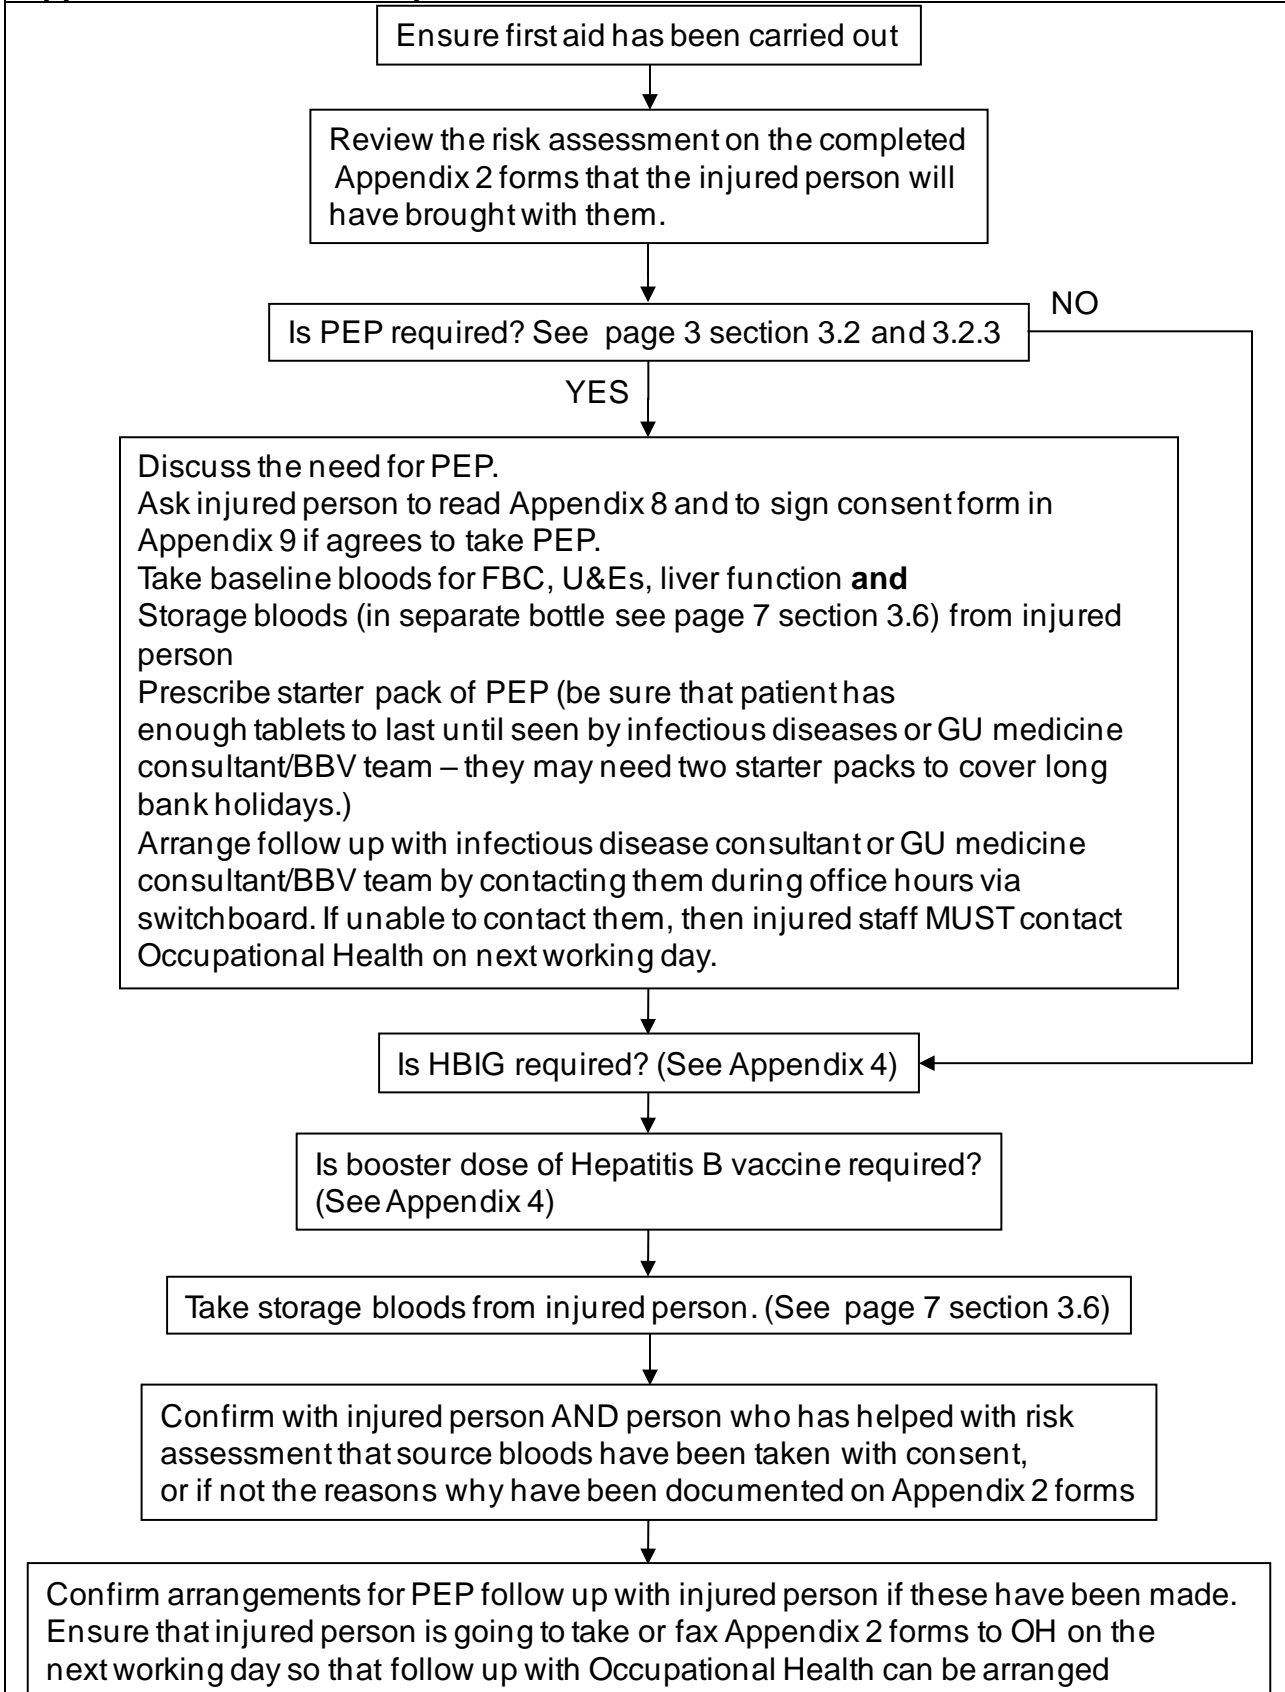 Ensure first aid has been carried out
Review the risk assessment on the completed
Appendix 2 forms that the injured person will
have brought with them.
NO
Is PEP required? See page 3 section 3.2 and 3.2.3
YES
Discuss the need for PEP.
Ask injured person to read Appendix 8 and to sign consent form in
Appendix 9 if agrees to take PEP.
Take baseline bloods for FBC, U&Es, liver function and
Storage bloods (in separate bottle see page 7 section 3.6) from injured
person
Prescribe starter pack of PEP (be sure that patient has
enough tablets to last until seen by infectious diseases or GU medicine
consultant/BBV team – they may need two starter packs to cover long
bank holidays.)
Arrange follow up with infectious disease consultant or GU medicine
consultant/BBV team by contacting them during office hours via
switchboard. If unable to contact them, then injured staff MUST contact
Occupational Health on next working day.
Is HBIG required? (See Appendix 4)
Is booster dose of Hepatitis B vaccine required?
(See Appendix 4)
Take storage bloods from injured person. (See page 7 section 3.6)
Confirm with injured person AND person who has helped with risk
assessment that source bloods have been taken with consent,
or if not the reasons why have been documented on Appendix 2 forms
Confirm arrangements for PEP follow up with injured person if these have been made.
Ensure that injured person is going to take or fax Appendix 2 forms to OH on the
next working day so that follow up with Occupational Health can be arranged